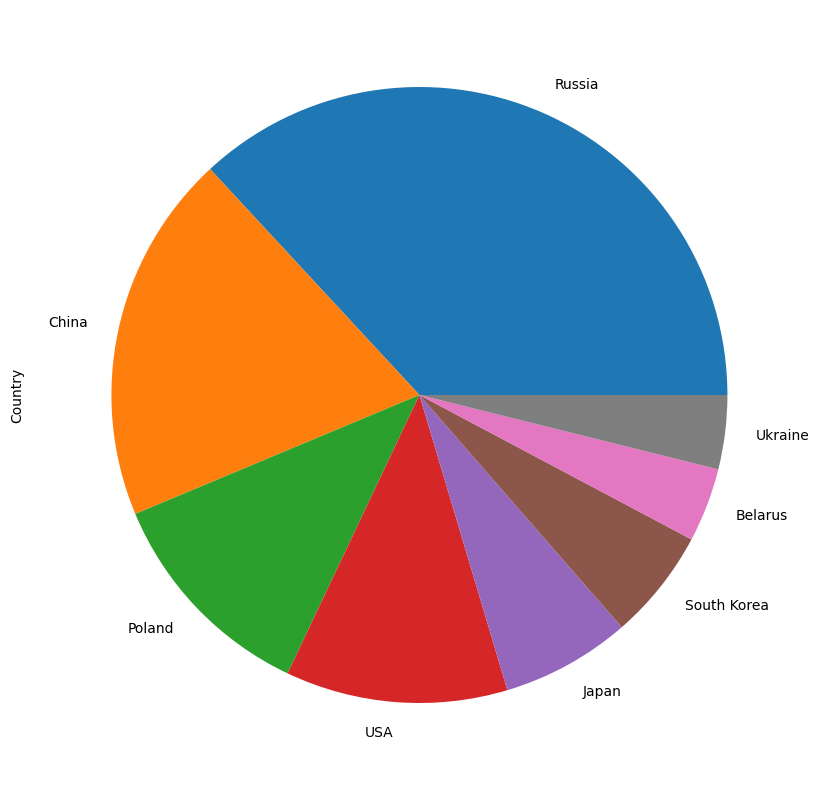 Russia
China
Country
Ukraine
Belarus
South Korea
Poland
Japan
USA